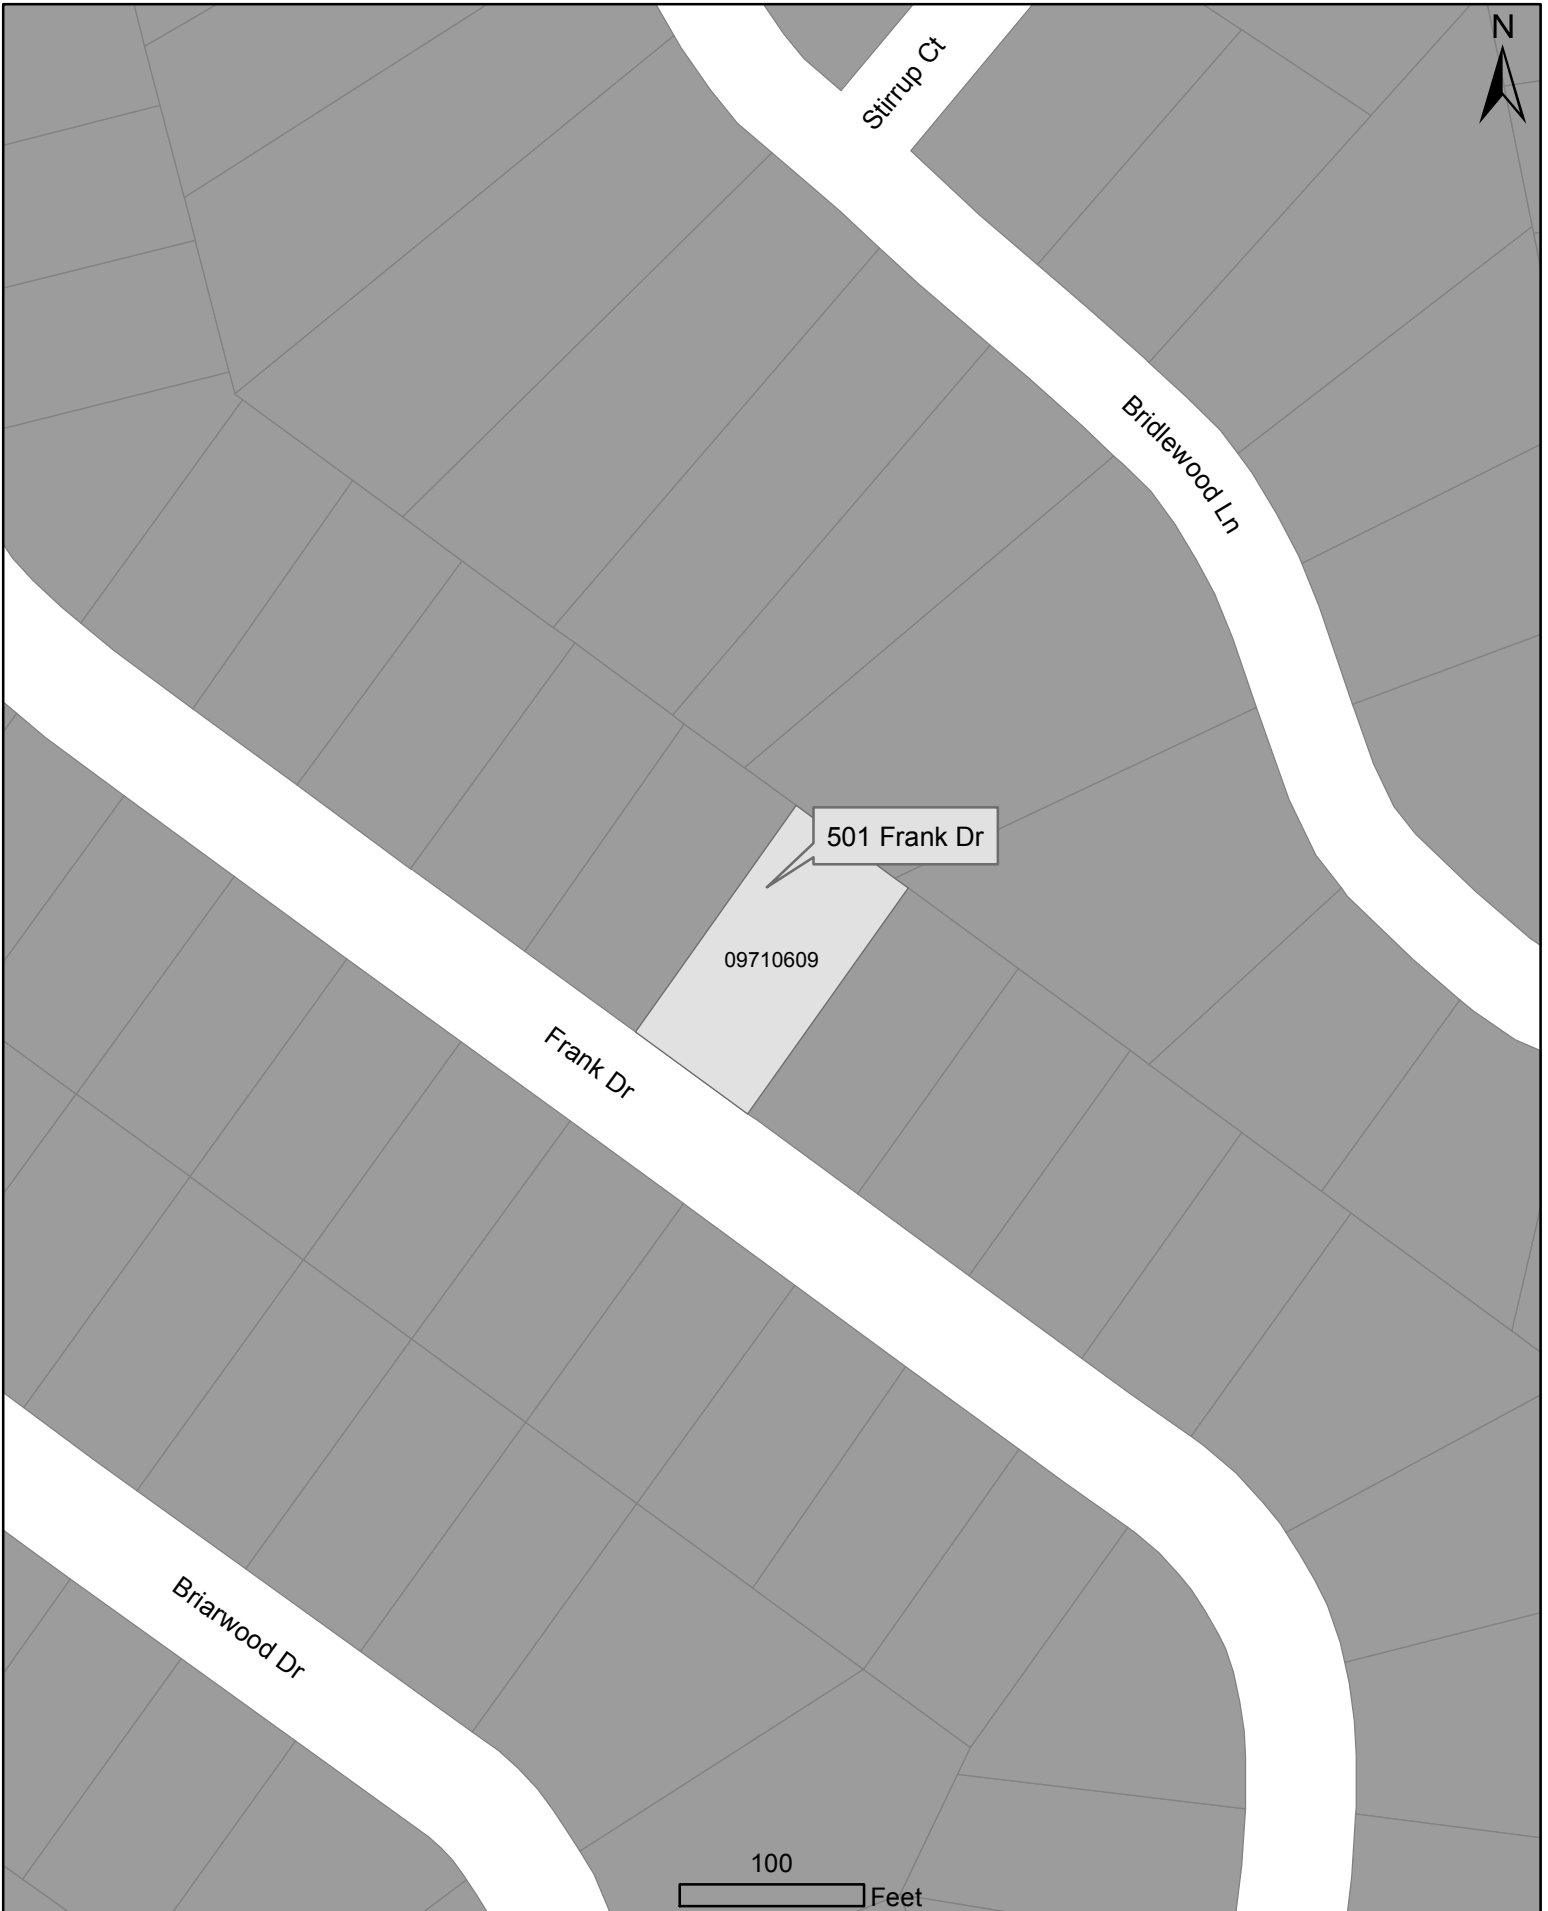 N
Stirrup Ct
Bridlewood Ln
501 Frank Dr
09710609
Frank Dr
Briarwood Dr
100
Feet